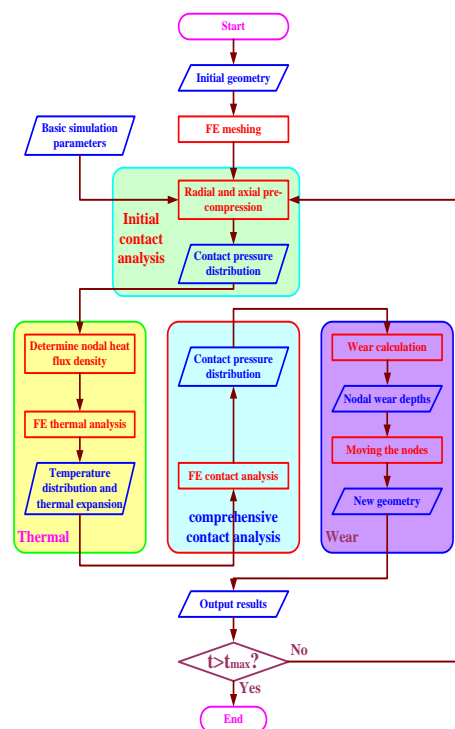 Start
Initial geometry
Basic simulation
parameters
FE meshing
Radial and axial pre-
compression
Initial
contact
analysis
Contact pressure
distribution
Determine nodal heat
flux density
FE thermal analysis
Temperature
distribution and
thermal expansion
Thermal
Contact pressure
distribution
FE contact analysis
comprehensive
contact analysis
Wear calculation
Nodal wear depths
Moving the nodes
New geometry
Wear
Output results
t>tmax?
No
Yes
End